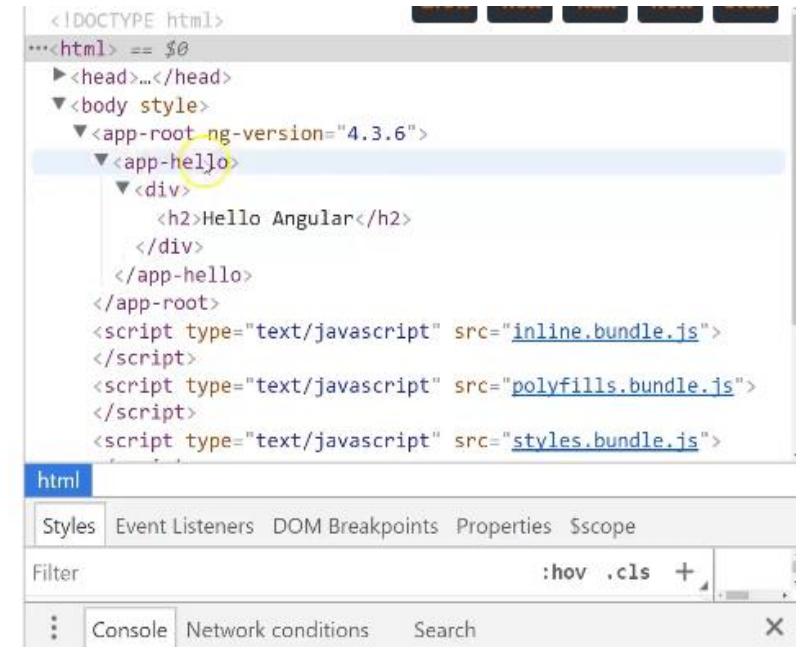 <!DOCTYPE html>
…<html> == $0
▶<head>…</head>
▼<body style>
▼<app-root ng-version="4.3.6">
▼<app-hello>
▼<div>
<h2>Hello Angular</h2>
</div>
</app-hello>
</app-root>
<script type="text/javascript" src="inline.bundle.js">
</script>
<script type="text/javascript" src="polyfills.bundle.js">
</script>
<script type="text/javascript" src="styles.bundle.js">
html
Styles Event Listeners DOM Breakpoints Properties $scope
Filter :hov .cls +
Console Network conditions Search ×